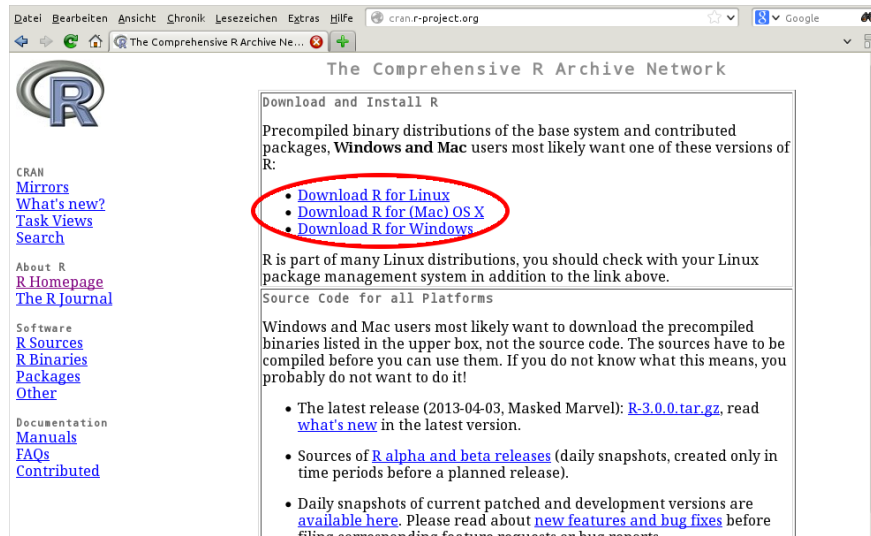 Datei Bearbeiten Ansicht Chronik Lesezeichen Extras Hilfe
cran.r-project.org
Google
The Comprehensive R Archive Ne...
The Comprehensive R Archive Network
R
CRAN
Mirrors
What's new?
Task Views
Search
About R
R Homepage
The R Journal
Software
R Sources
R Binaries
Packages
Other
Documentation
Manuals
FAQs
Contributed
Download and Install R
Precompiled binary distributions of the base system and contributed
packages, Windows and Mac users most likely want one of these versions of
R:
• Download R for Linux
• Download R for (Mac) OS X
• Download R for Windows
R is part of many Linux distributions, you should check with your Linux
package management system in addition to the link above.
Source Code for all Platforms
Windows and Mac users most likely want to download the precompiled
binaries listed in the upper box, not the source code. The sources have to be
compiled before you can use them. If you do not know what this means, you
probably do not want to do it!
• The latest release (2013-04-03, Masked Marvel): R-3.0.0.tar.gz, read
what's new in the latest version.
• Sources of R alpha and beta releases (daily snapshots, created only in
time periods before a planned release).
• Daily snapshots of current patched and development versions are
available here. Please read about new features and bug fixes before
filing corresponding feature requests or bug reports.